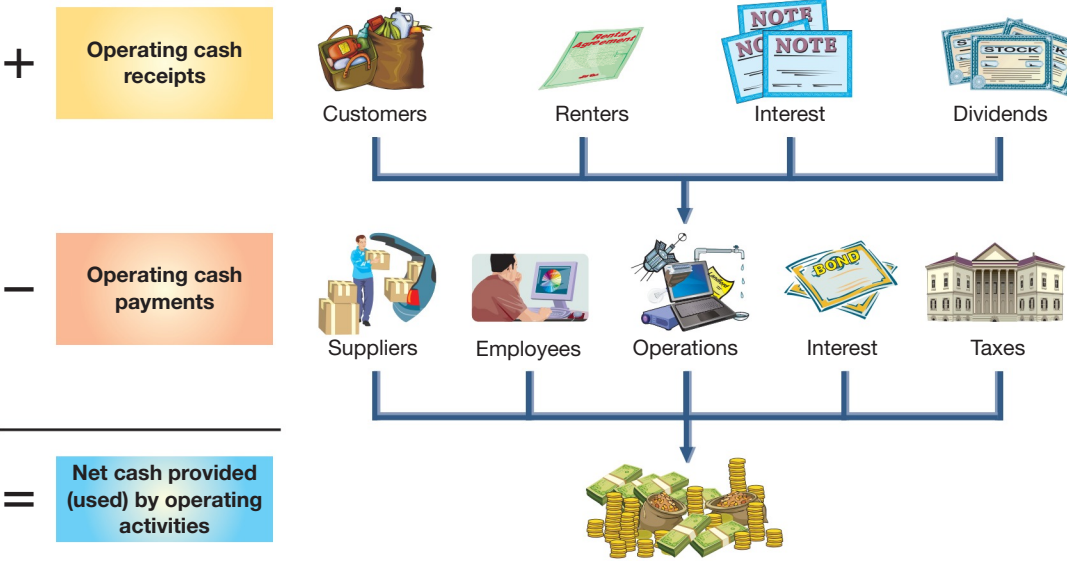 +
Operating cash
receipts
Rental
Agreement
NOTE
NO
NOTE
S
STOCK
K
Customers
Renters
Interest
Dividends
−
Operating cash
payments
BOND
Suppliers
Employees
Operations
Interest
Taxes
=
Net cash provided
(used) by operating
activities